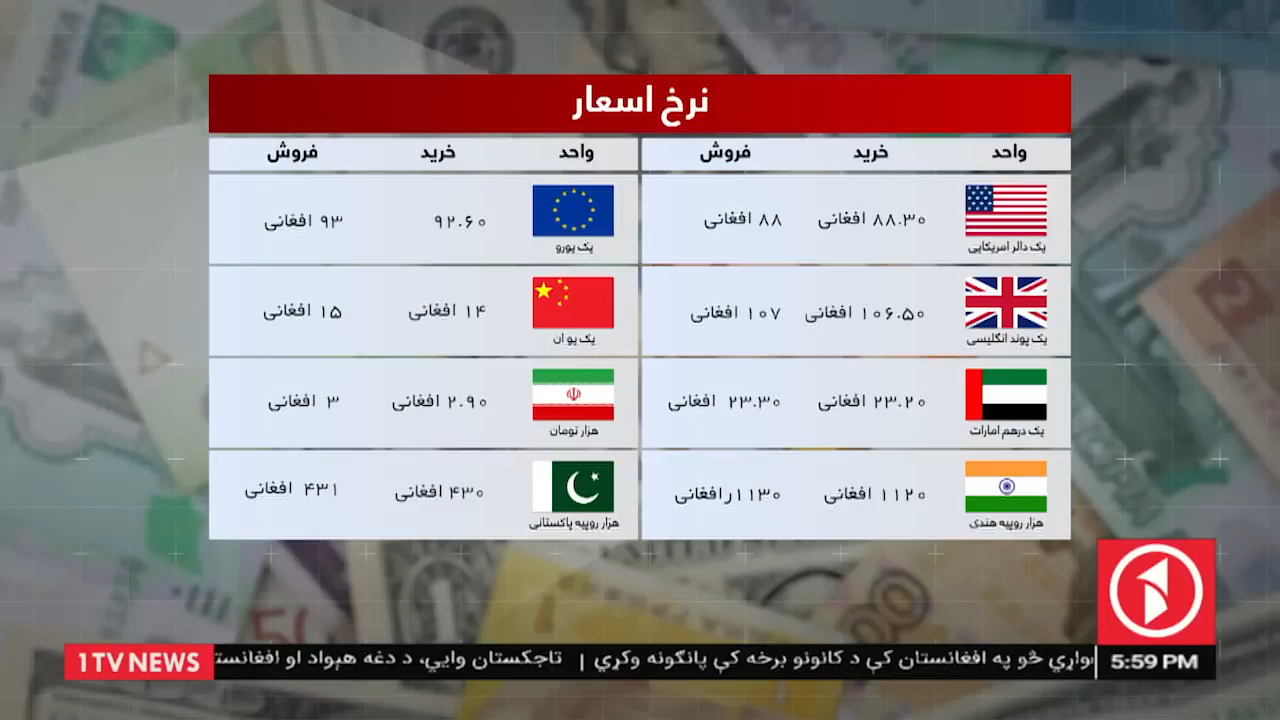 نرخ اسعار
واحد خرید فروش
۸۸.۳۰ افغانی ۸۸ افغانی
یک دالر امریکایی
۱۰۶.۵۰ افغانی ۱۰۷ افغانی
یک پوند انگلیسی
۲۳.۲۰ افغانی ۲۳.۳۰ افغانی
یک درهم امارات
۱۱۲۰ افغانی ۱۱۳۰رافغانی
هزار روپیه هندی
واحد خرید فروش
۹۲.۶۰ ۹۳ افغانی
یک یورو
۱۴ افغانی ۱۵ افغانی
یک یو ان
۲.۹۰ افغانی ۳ افغانی
هزار تومان
۴۳۰ افغانی ۴۳۱ افغانی
هزار روپیه پاکستانی
څو په افغانستان کې د کانونو برخه کې پانګونه وکړي | تاجکستان وايي، د دغه هېواد او
1TV NEWS
5:59 PM